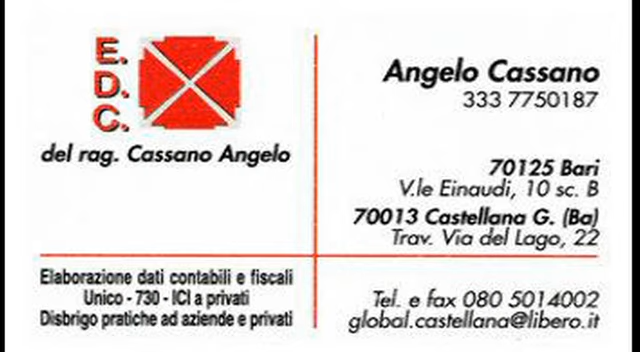 E.
D.
C.
del rag. Cassano Angelo
Elaborazione dati contabili e fiscali
Unico - 730 - ICI a privati
Disbrigo pratiche ad aziende e privati
Angelo Cassano
333 7750187
70125 Bari
V.le Einaudi, 10 sc. B
70013 Castellana G. (Ba)
Trav. Via del Lago, 22
Tel. e fax 080 5014002
global.castellana@libero.it